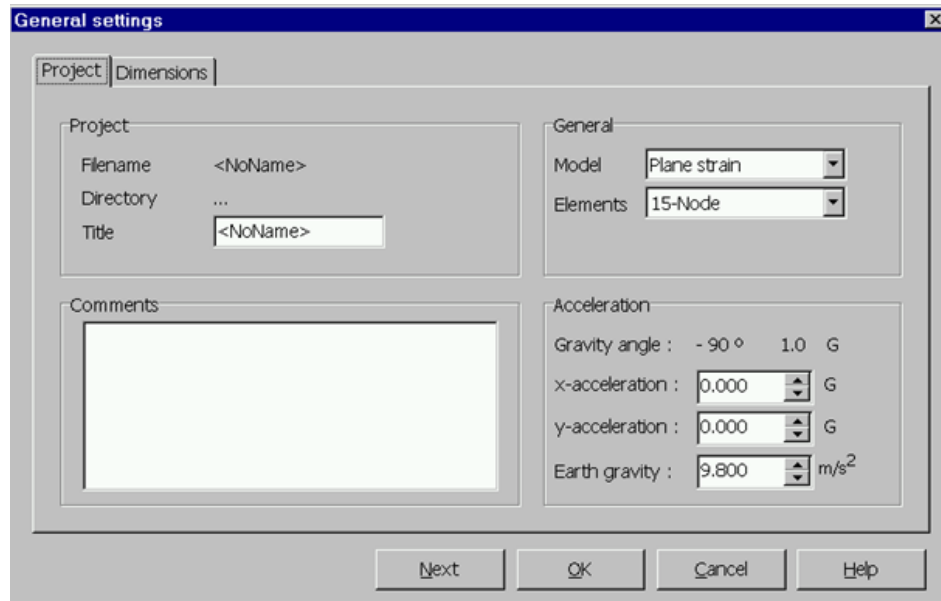 General settings
Project Dimensions
Project
Filename <NoName>
Directory ...
Title <NoName>
Comments
General
Model Plane strain
Elements 15-Node
Acceleration
Gravity angle : - 90 º 1.0 G
x-acceleration : 0.000 G
y-acceleration : 0.000 G
Earth gravity : 9.800 m/s²
Next OK Cancel Help